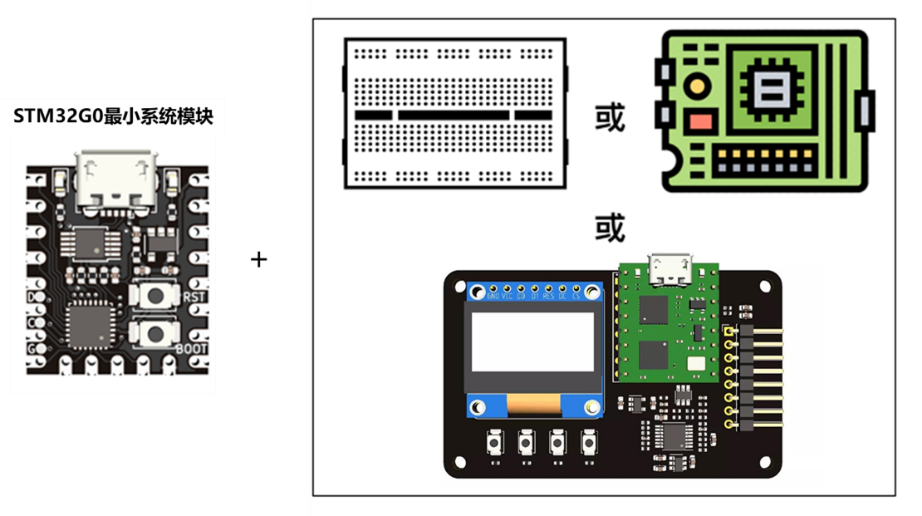 STM32G0最小系统模块
RST
BOOT
+
或
或
GND VCC D0 D1 RES DC CS